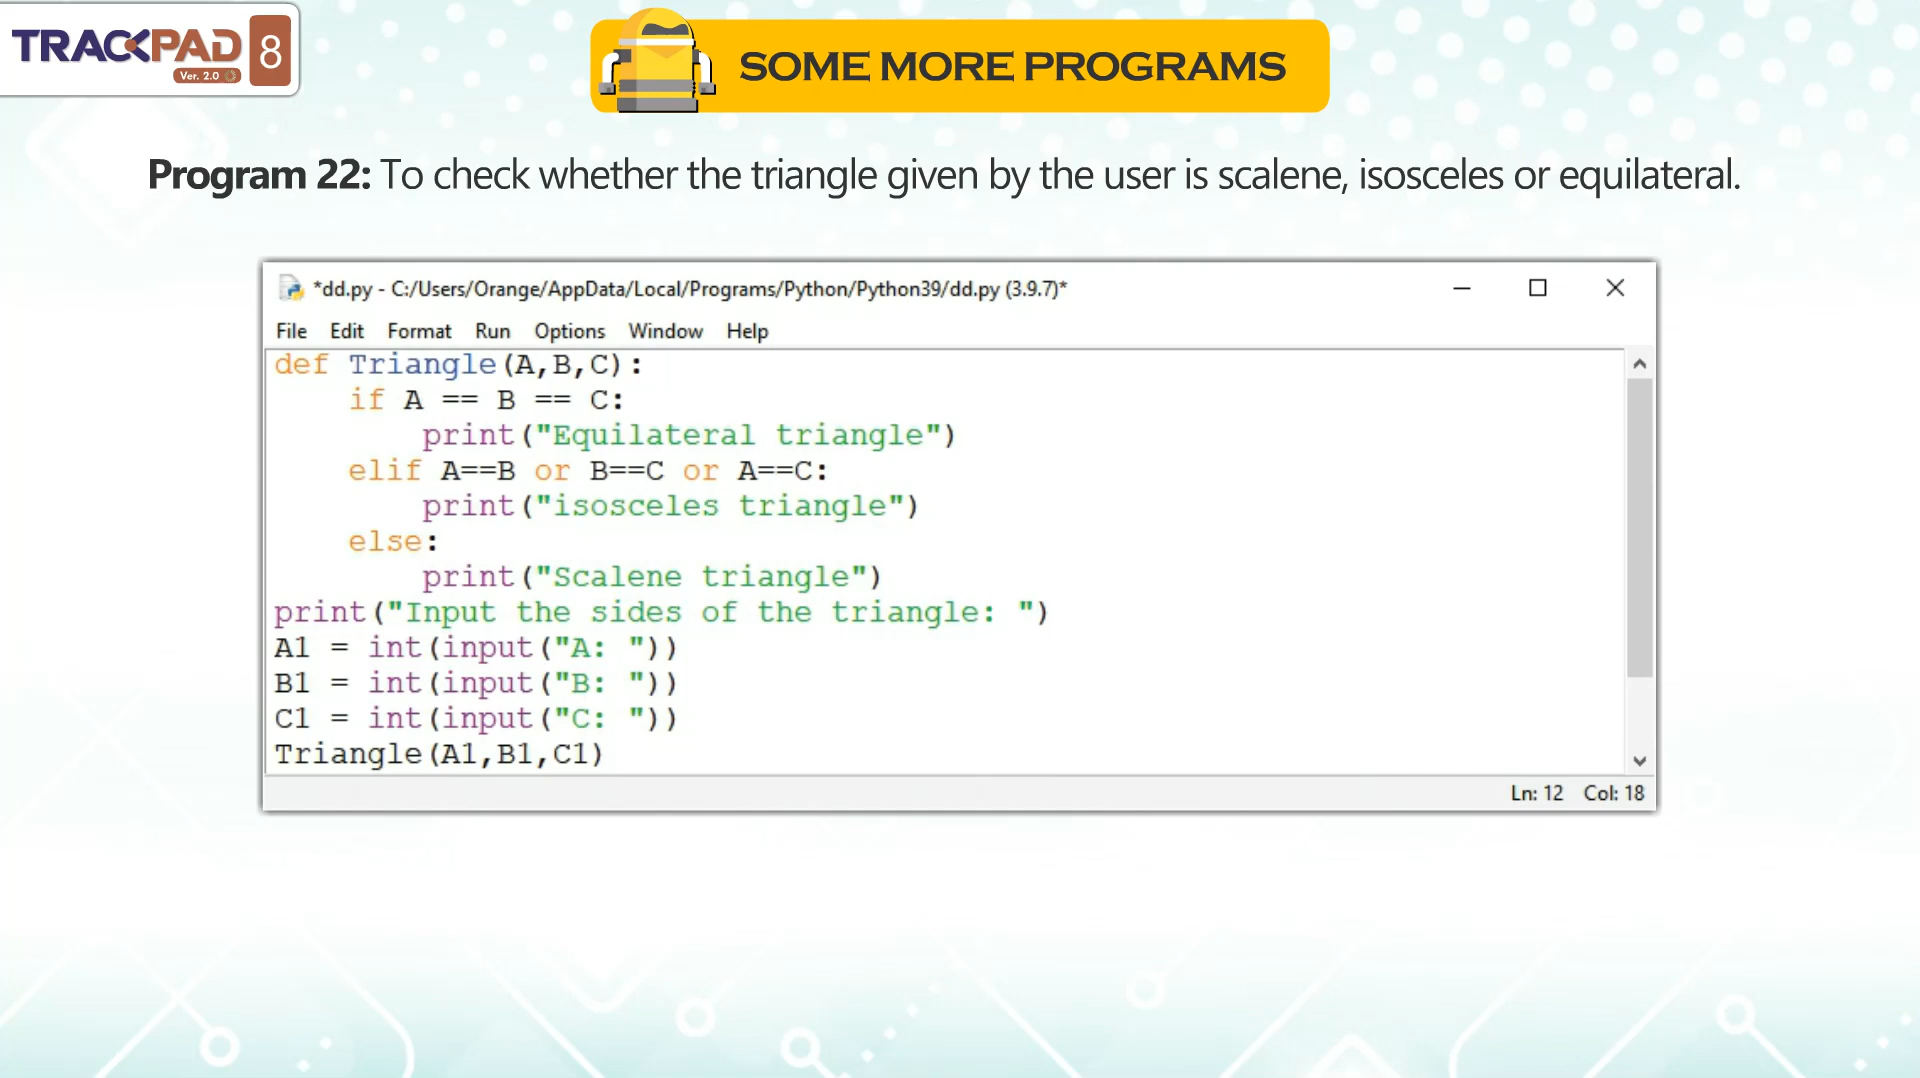 TRACKPAD
Ver. 2.0
8
SOME MORE PROGRAMS
Program 22: To check whether the triangle given by the user is scalene, isosceles or equilateral.
*dd.py - C:/Users/Orange/AppData/Local/Programs/Python/Python39/dd.py (3.9.7)*
File Edit Format Run Options Window Help
def Triangle(A,B,C):
    if A == B == C:
        print("Equilateral triangle")
    elif A==B or B==C or A==C:
        print("isosceles triangle")
    else:
        print("Scalene triangle")
print("Input the sides of the triangle: ")
A1 = int(input("A: "))
B1 = int(input("B: "))
C1 = int(input("C: "))
Triangle(A1,B1,C1)
Ln: 12 Col: 18